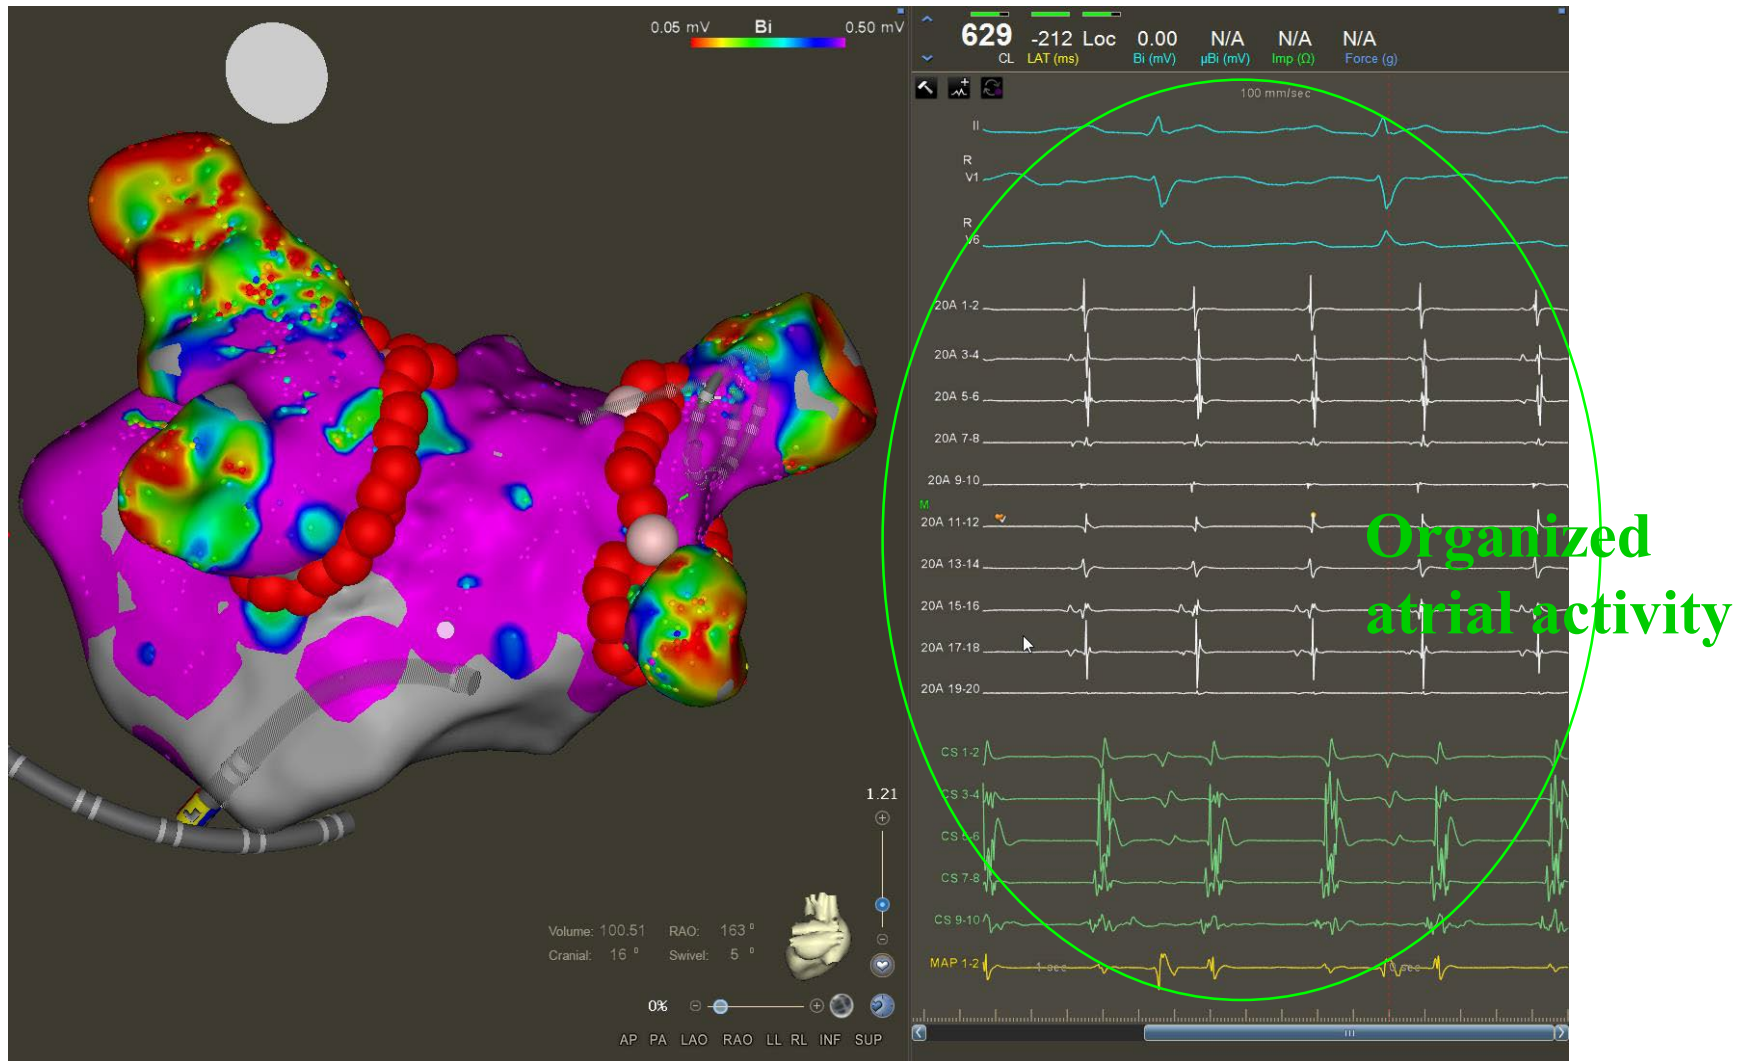 0.05 mV Bi 0.50 mV
629 -212 Loc 0.00 N/A N/A N/A
CL LAT (ms) Bi (mV) µBi (mV) Imp (Ω) Force (g)
100 mm/sec
II
R
V1
R
V6
20A 1-2
20A 3-4
20A 5-6
20A 7-8
20A 9-10
M
20A 11-12
20A 13-14
20A 15-16
20A 17-18
20A 19-20
Organized
atrial activity
CS 1-2
CS 3-4
CS 5-6
CS 7-8
CS 9-10
MAP 1-2
1 sec 0 sec
1.21
Volume: 100.51 RAO: 163 °
Cranial: 16 ° Swivel: 5 °
0%
AP PA LAO RAO LL RL INF SUP